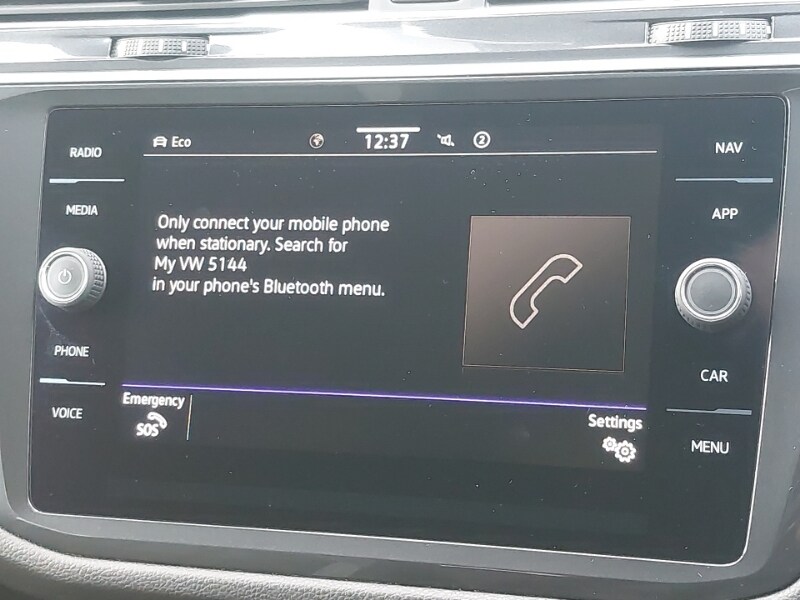 RADIO
MEDIA
PHONE
VOICE
Eco
12:37
2
Only connect your mobile phone
when stationary. Search for
My VW 5144
in your phone's Bluetooth menu.
Emergency
SOS
Settings
NAV
APP
CAR
MENU